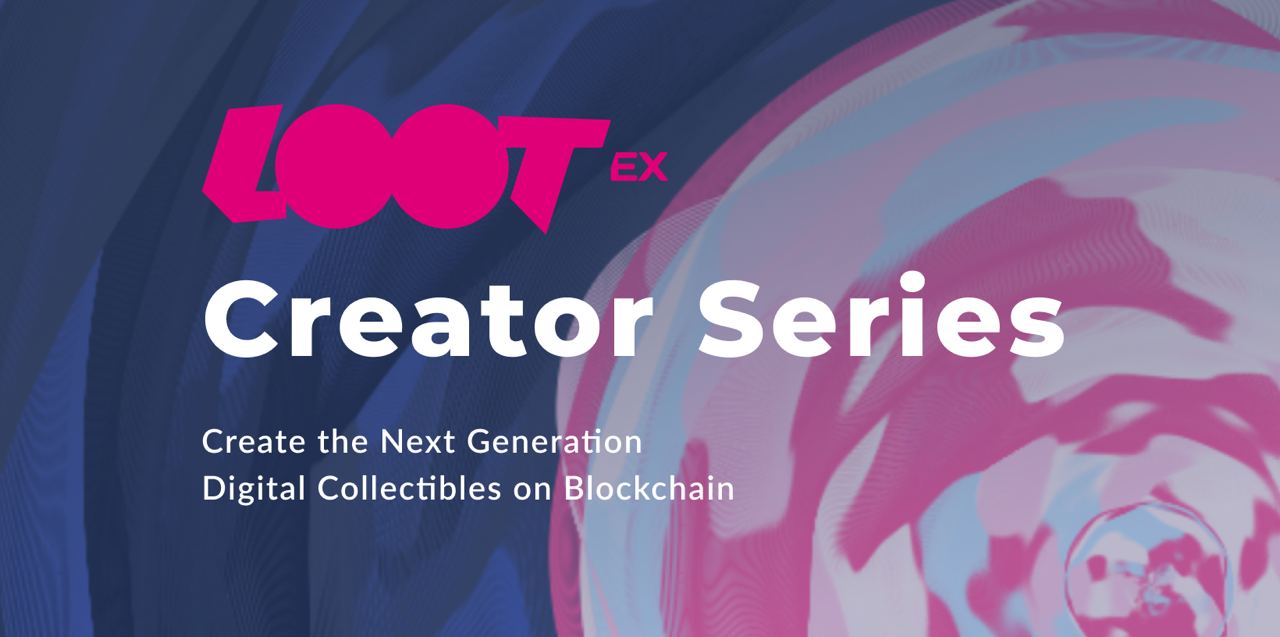 LOOT EX
Creator Series
Create the Next Generation
Digital Collectibles on Blockchain